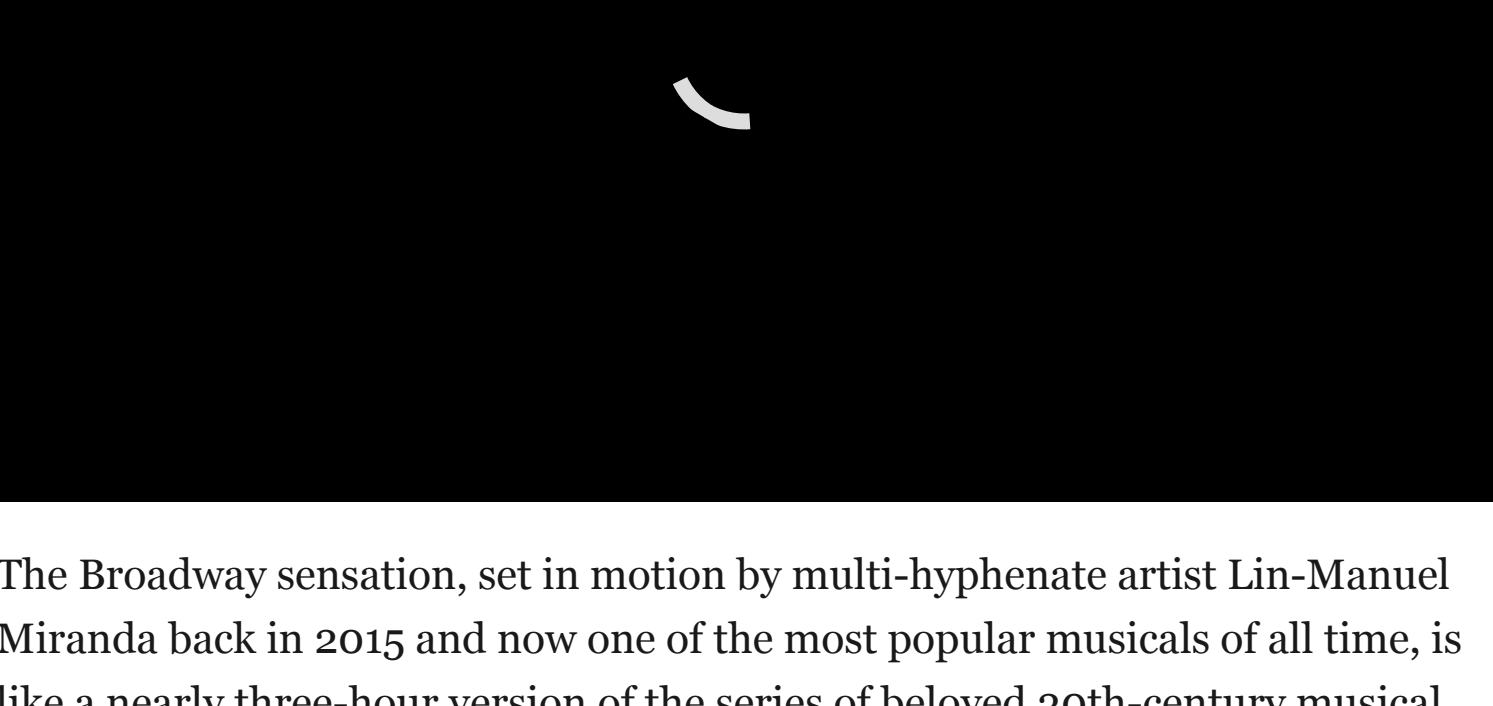 The Broadway sensation, set in motion by multi-hyphenate artist Lin-Manuel
Miranda back in 2015 and now one of the most popular musicals of all time, is
like a nearly three-hour version of the series of beloved 20th-century musical